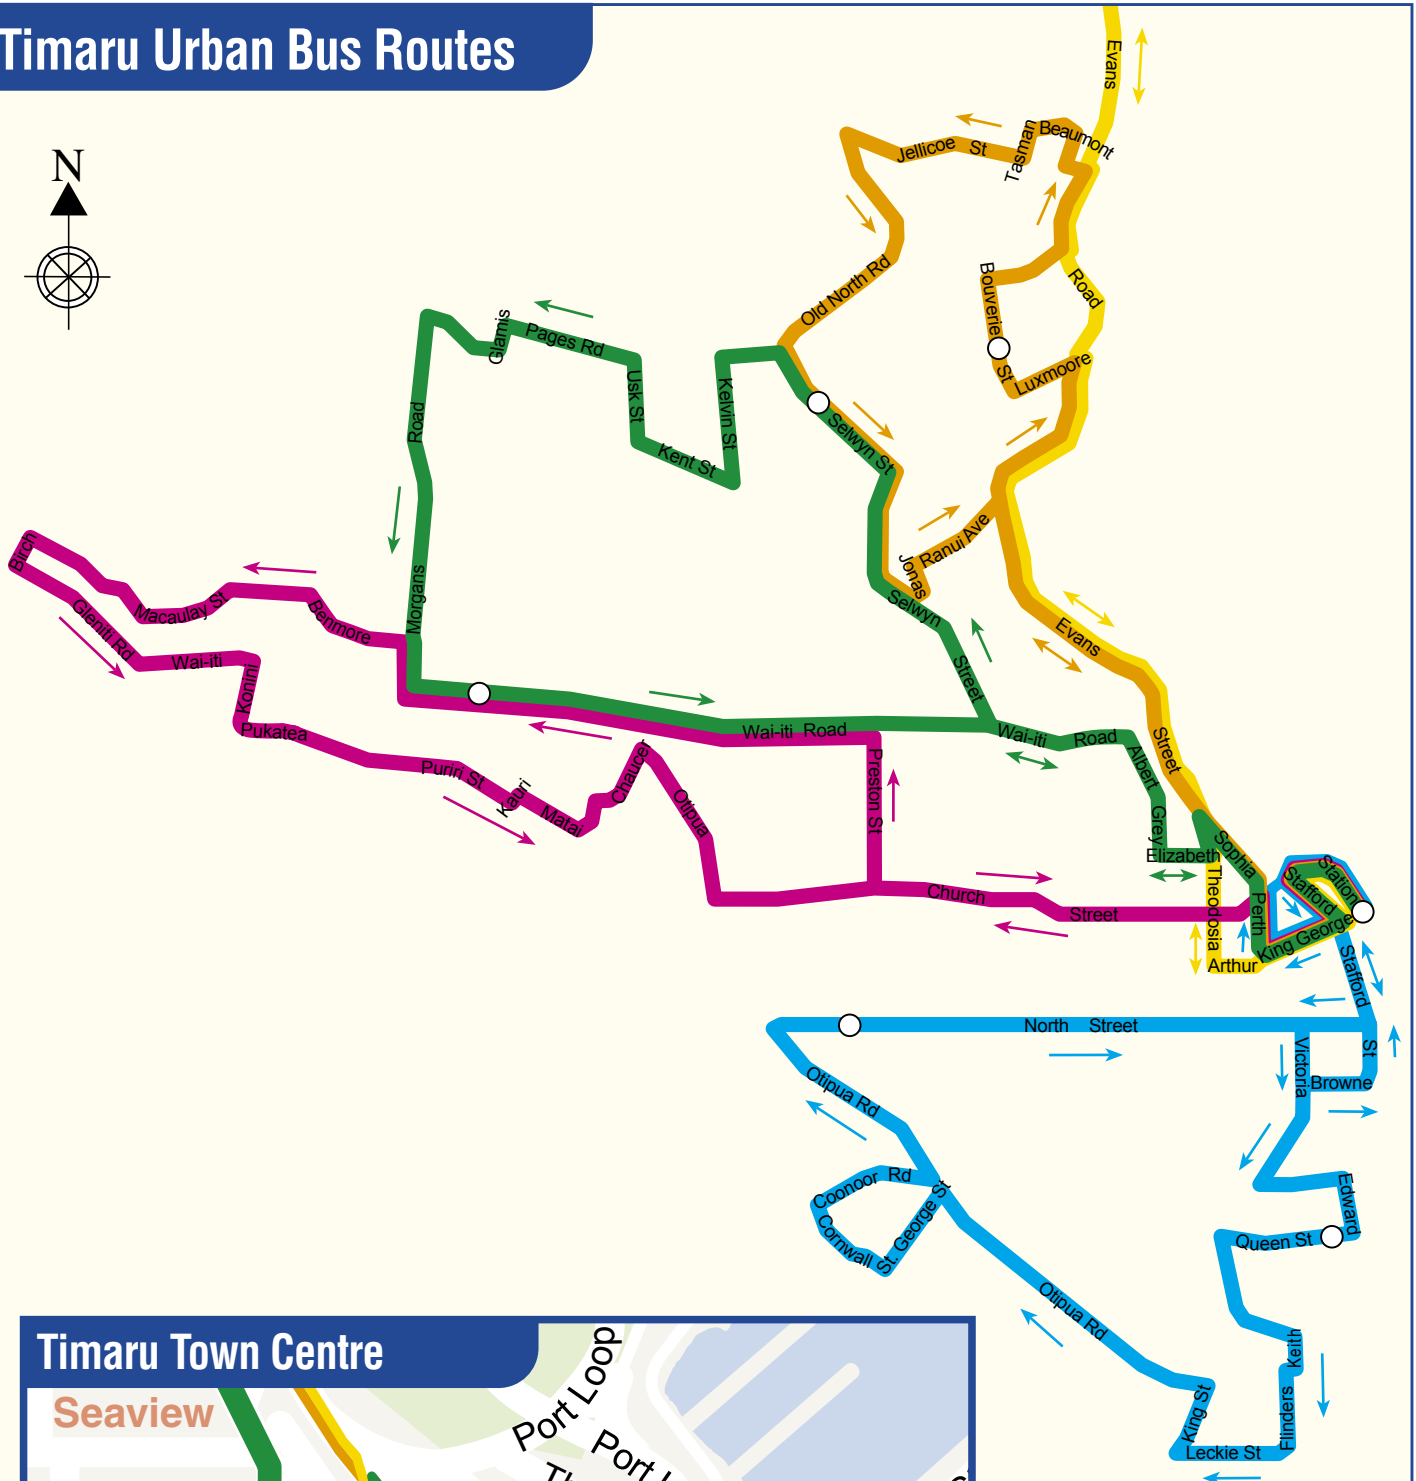 Timaru Urban Bus Routes
N
Evans
Beaumont
Tasman
Jellicoe St
Road
Bouverie
St
Luxmoore
Old North Rd
Glamis
Pages Rd
Usk St
Kelvin St
Kent St
Road
Selwyn St
Ranui Ave
Jonas
Selwyn
Morgans
Birch
Macaulay St
Benmore
Gleniti Rd
Wai-iti
Konini
Pukatea
Evans
Street
Street
Wai-iti Road
Wai-iti
Road
Albert
Grey
Elizabeth
Preston St
Puriri St
Kauri
Matai
Chaucer
Otipua
Church
Street
Sophia
Theodosia
Perth
Arthur
Station
Stafford
King George
Stafford
St
North Street
Victoria
Browne
Otipua Rd
Coonoor Rd
Cornwall
St. George St
Edward
Queen St
Otipua Rd
Keith
Flinders
King St
Leckie St
Timaru Town Centre
Seaview
Port Loop
Port